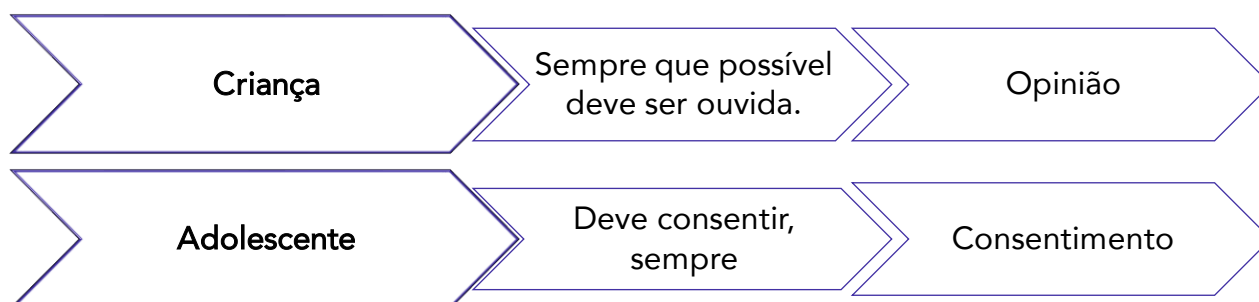 Criança
Sempre que possível
deve ser ouvida.
Opinião
Adolescente
Deve consentir,
sempre
Consentimento